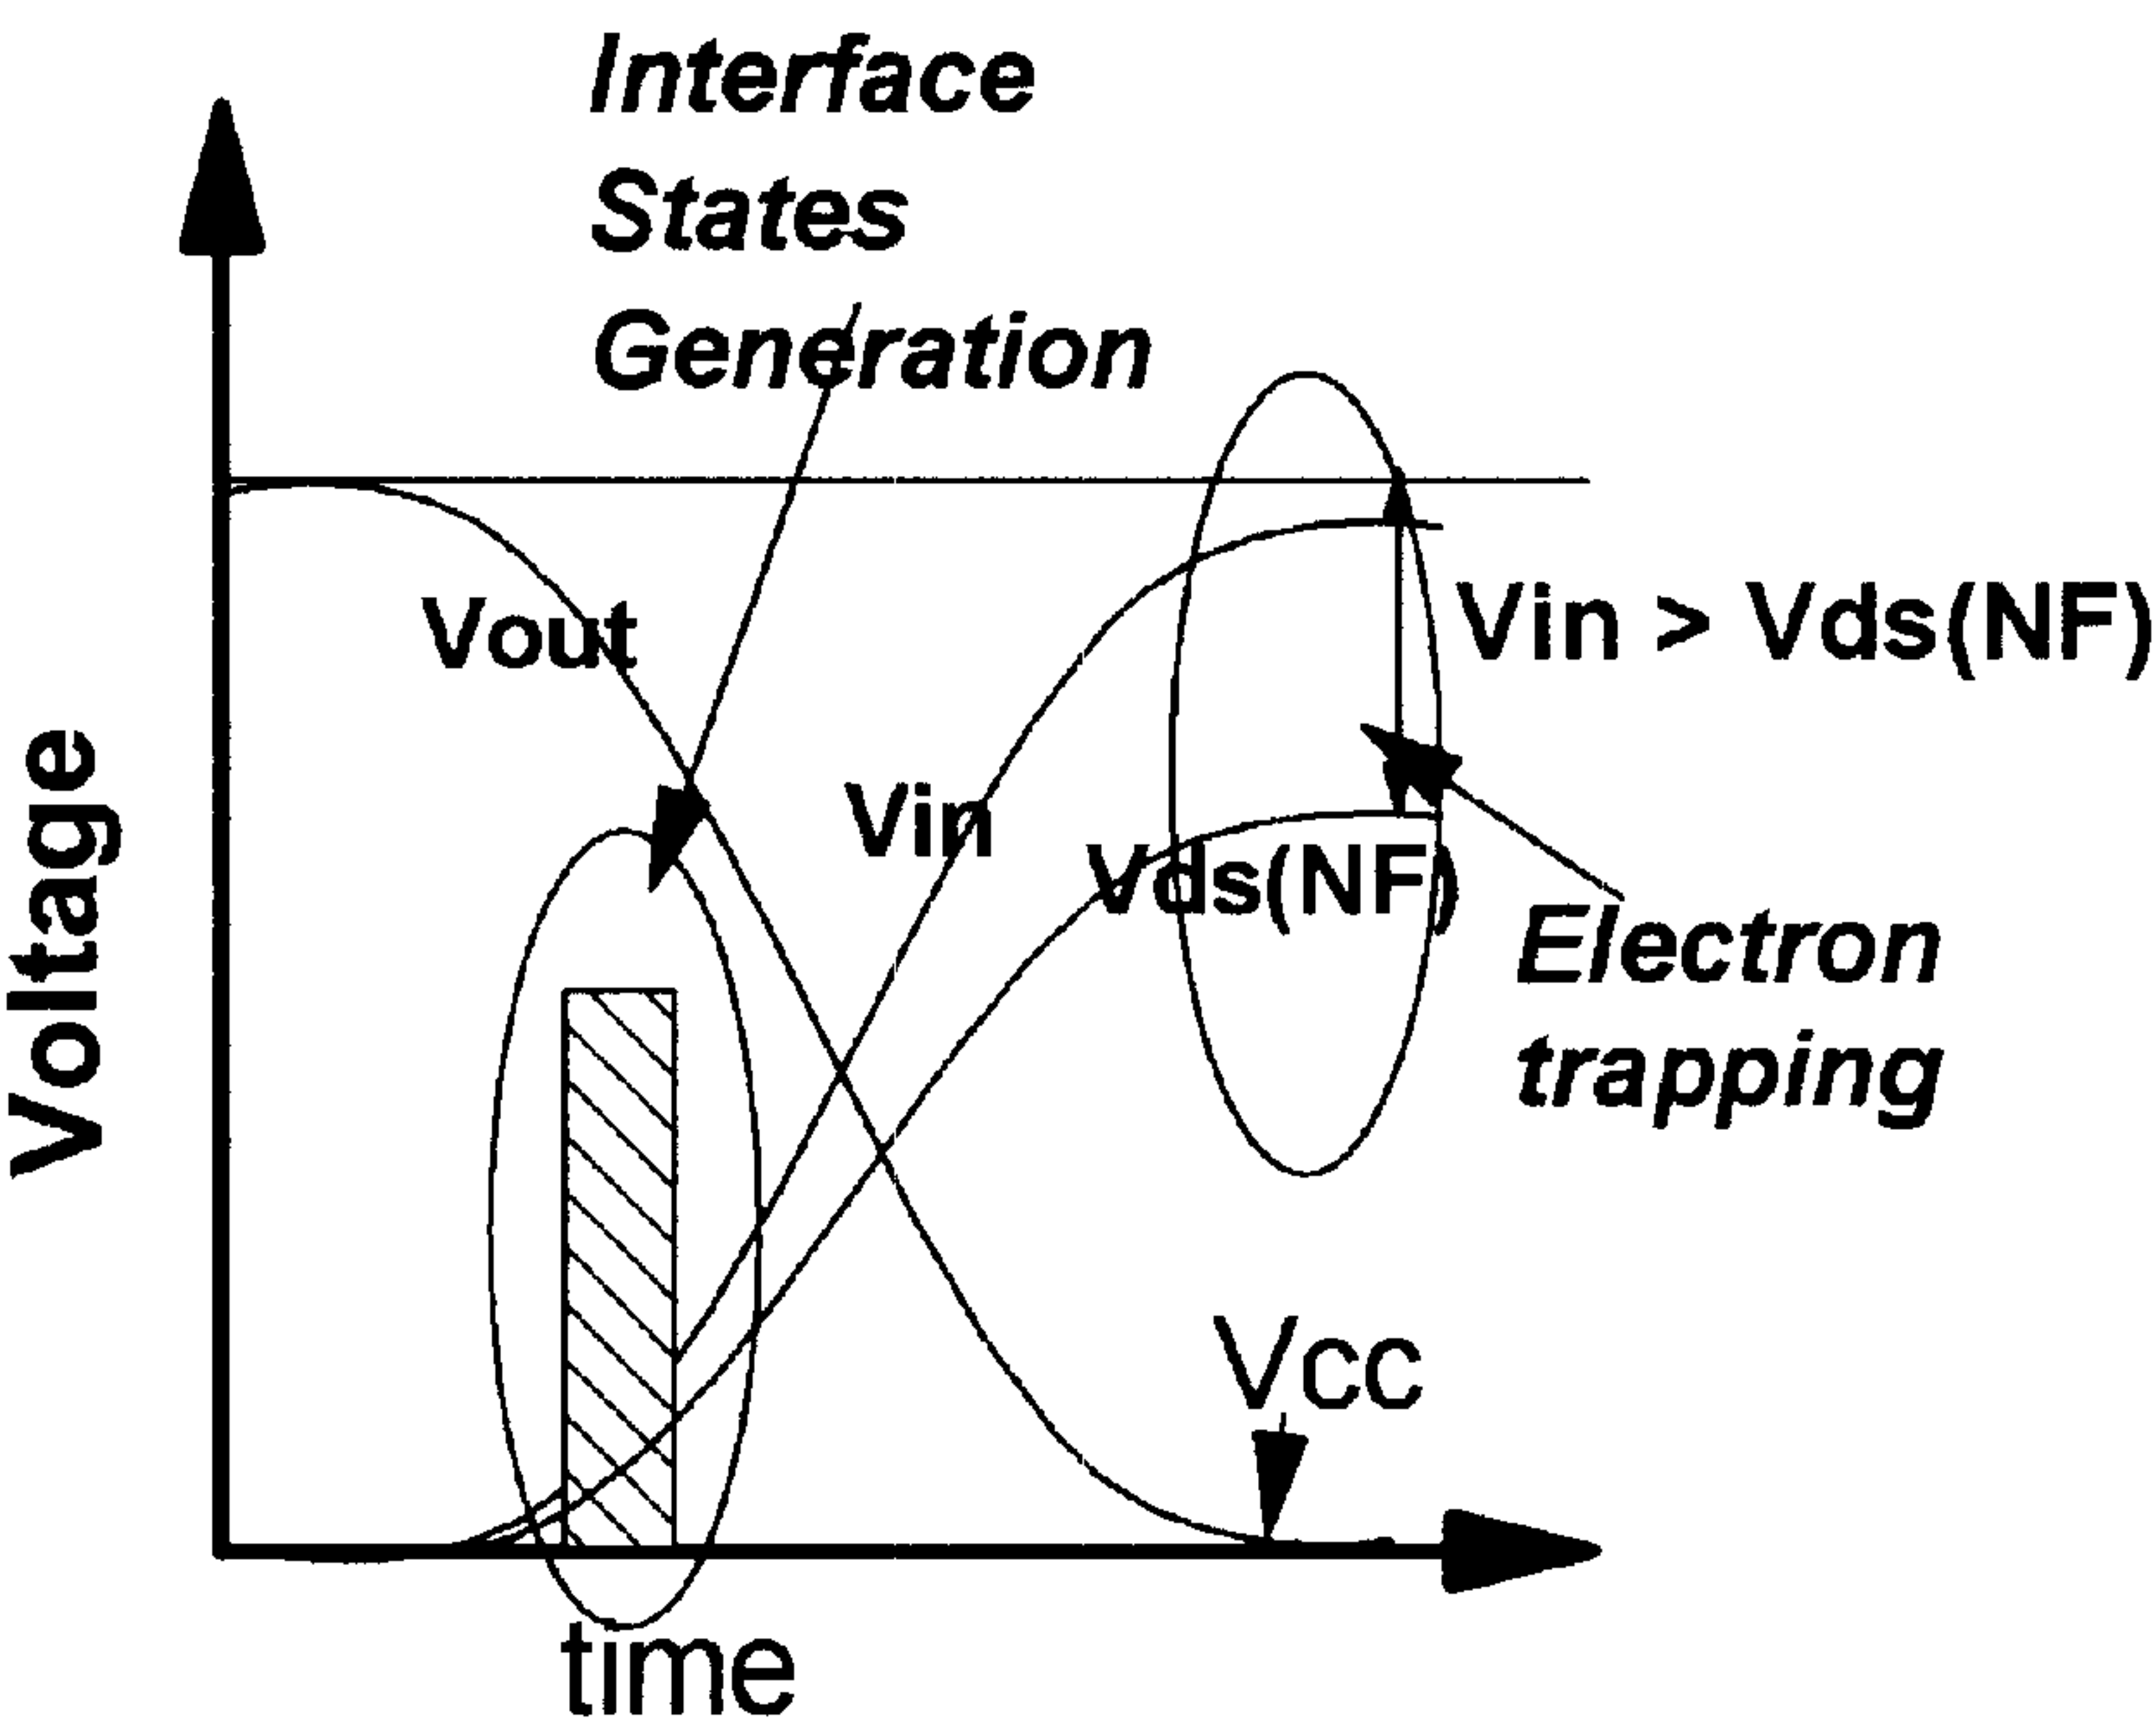 Interface
States
Generation
Vout
Vin > Vds(NF)
Vin
Vds(NF)
Voltage
Electron
trapping
Vcc
time